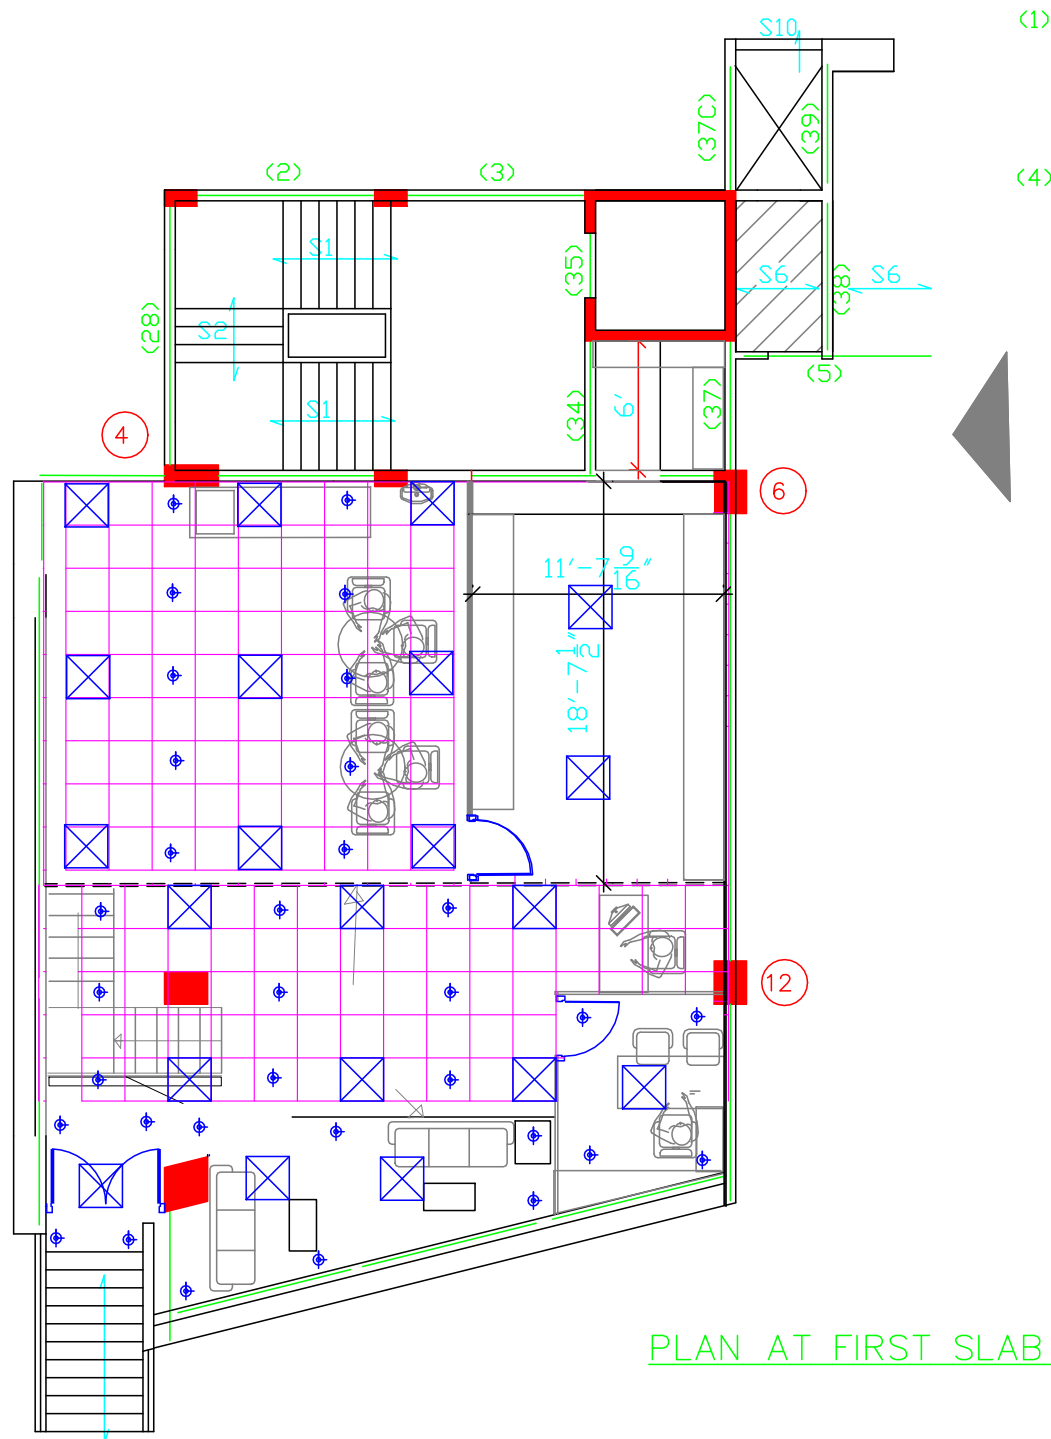 (1)
S10
(37C)
(39)
(2)
(3)
(4)
S1
(35)
S6
(38)
S6
(28)
S2
(5)
(34)
6'
(37)
S1
4
6
11'-7 9/16"
18'-7 1/2"
12
PLAN AT FIRST SLAB